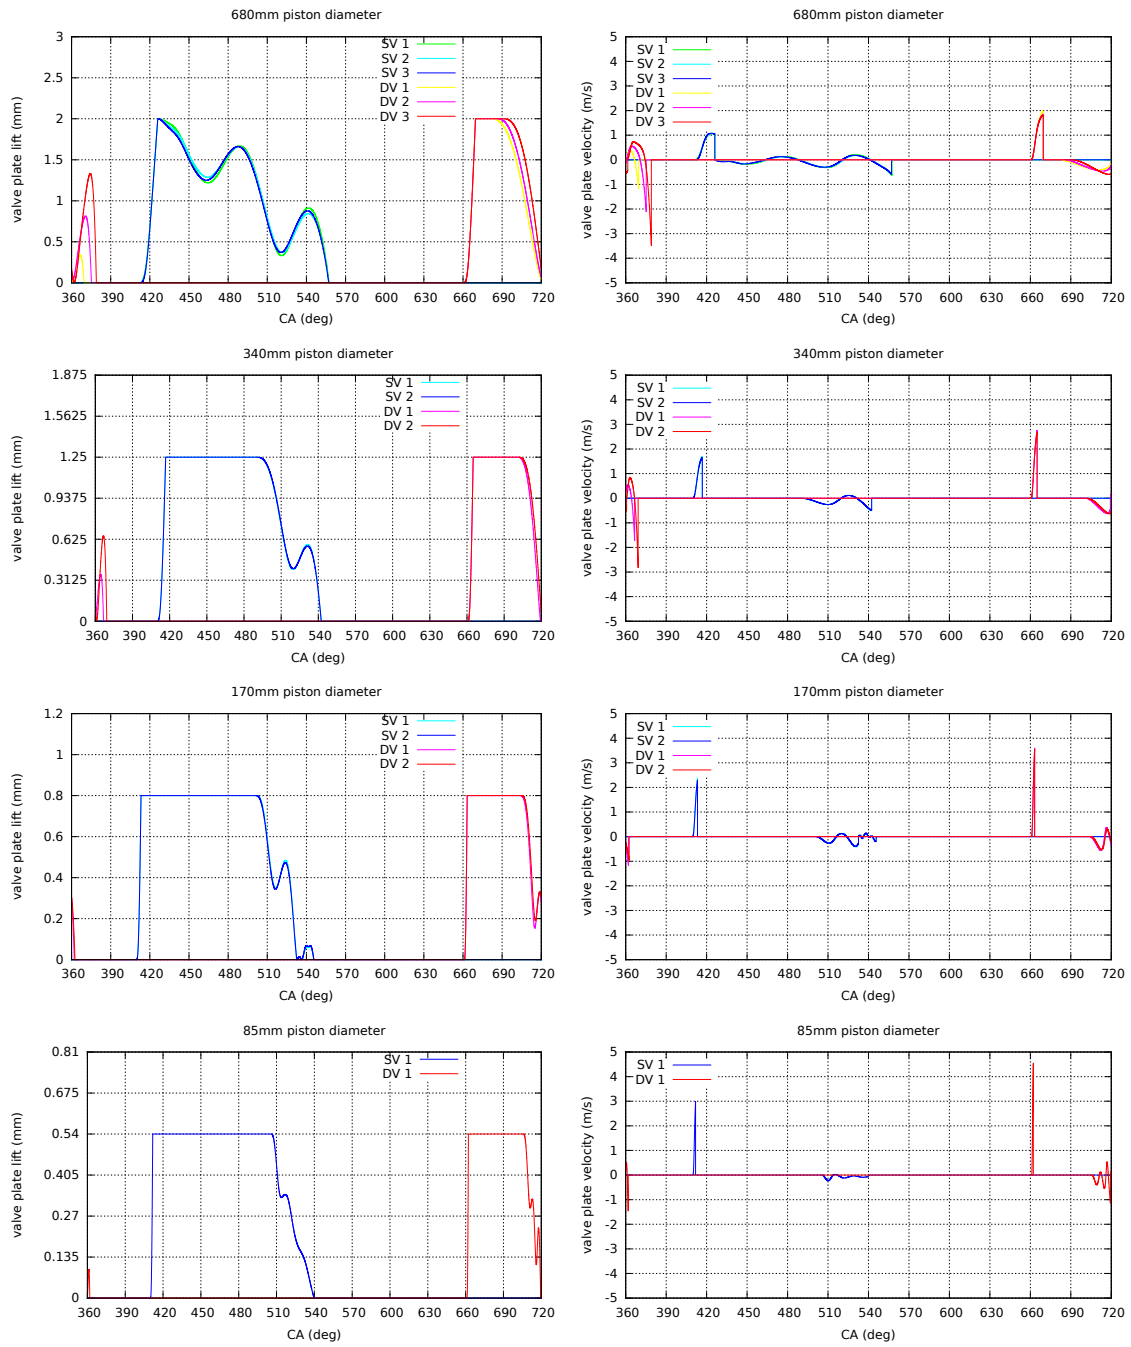 680mm piston diameter
valve plate lift (mm)
3
2.5
2
1.5
1
0.5
0
SV 1
SV 2
SV 3
DV 1
DV 2
DV 3
360 390 420 450 480 510 540 570 600 630 660 690 720
CA (deg)
680mm piston diameter
valve plate velocity (m/s)
5
4
3
2
1
0
-1
-2
-3
-4
-5
SV 1
SV 2
SV 3
DV 1
DV 2
DV 3
360 390 420 450 480 510 540 570 600 630 660 690 720
CA (deg)
340mm piston diameter
valve plate lift (mm)
1.875
1.5625
1.25
0.9375
0.625
0.3125
0
SV 1
SV 2
DV 1
DV 2
360 390 420 450 480 510 540 570 600 630 660 690 720
CA (deg)
340mm piston diameter
valve plate velocity (m/s)
5
4
3
2
1
0
-1
-2
-3
-4
-5
SV 1
SV 2
DV 1
DV 2
360 390 420 450 480 510 540 570 600 630 660 690 720
CA (deg)
170mm piston diameter
valve plate lift (mm)
1.2
1
0.8
0.6
0.4
0.2
0
SV 1
SV 2
DV 1
DV 2
360 390 420 450 480 510 540 570 600 630 660 690 720
CA (deg)
170mm piston diameter
valve plate velocity (m/s)
5
4
3
2
1
0
-1
-2
-3
-4
-5
SV 1
SV 2
DV 1
DV 2
360 390 420 450 480 510 540 570 600 630 660 690 720
CA (deg)
85mm piston diameter
valve plate lift (mm)
0.81
0.675
0.54
0.405
0.27
0.135
0
SV 1
DV 1
360 390 420 450 480 510 540 570 600 630 660 690 720
CA (deg)
85mm piston diameter
valve plate velocity (m/s)
5
4
3
2
1
0
-1
-2
-3
-4
-5
SV 1
DV 1
360 390 420 450 480 510 540 570 600 630 660 690 720
CA (deg)